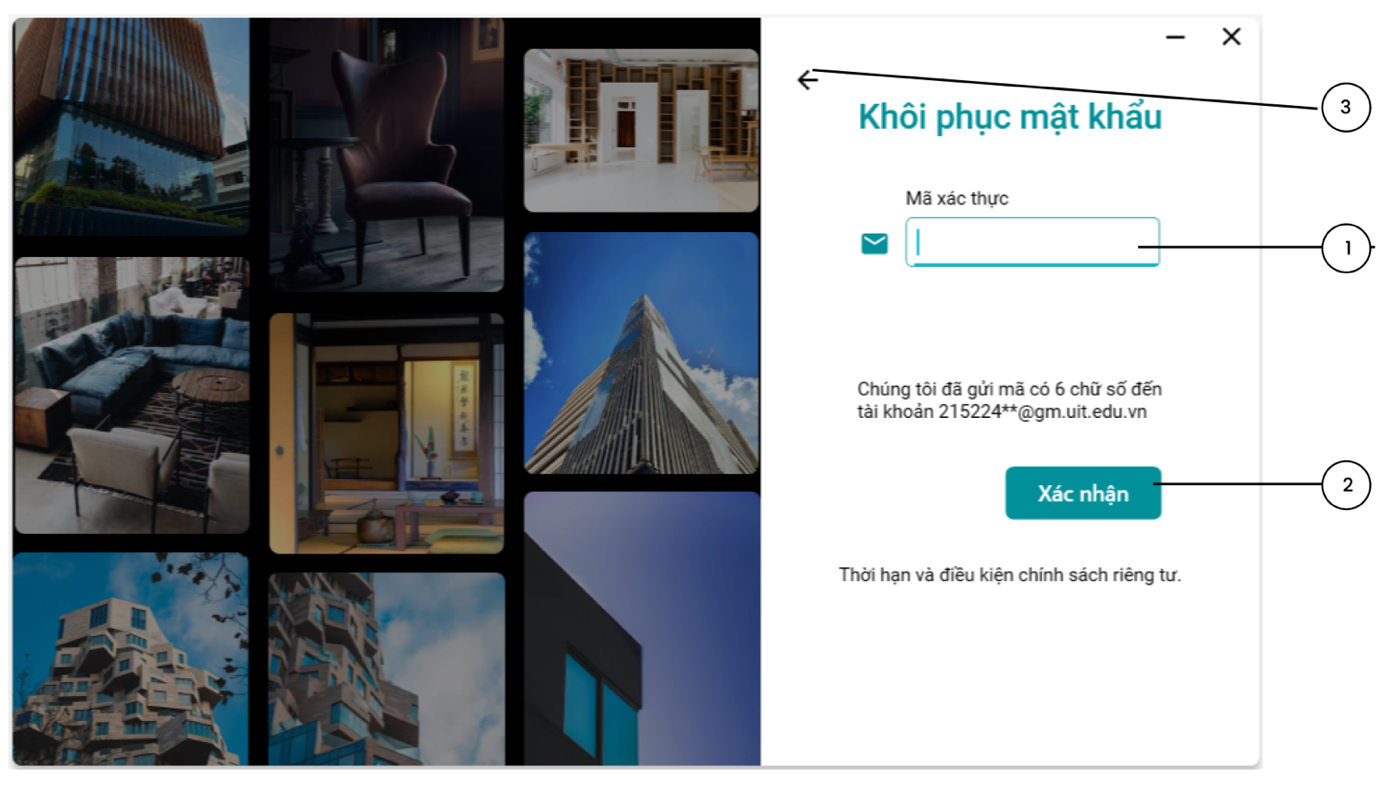 3
Khôi phục mật khẩu
Mã xác thực
1
Chúng tôi đã gửi mã có 6 chữ số đến
tài khoản 215224**@gm.uit.edu.vn
Xác nhận
2
Thời hạn và điều kiện chính sách riêng tư.